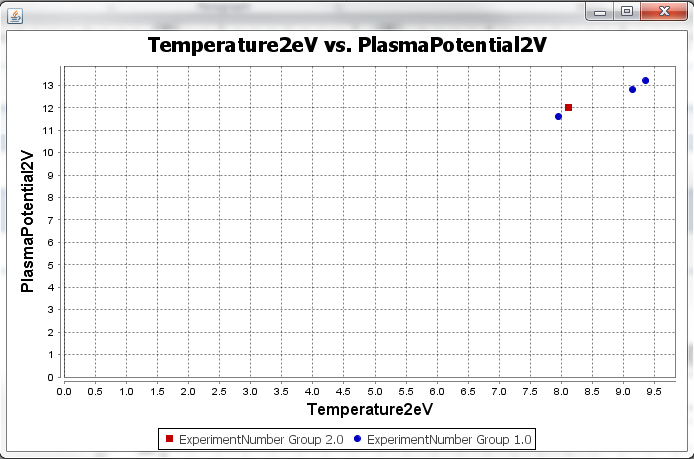 Temperature2eV vs. PlasmaPotential2V
PlasmaPotential2V
13
12
11
10
9
8
7
6
5
4
3
2
1
0
0.0 0.5 1.0 1.5 2.0 2.5 3.0 3.5 4.0 4.5 5.0 5.5 6.0 6.5 7.0 7.5 8.0 8.5 9.0 9.5
Temperature2eV
ExperimentNumber Group 2.0 ExperimentNumber Group 1.0